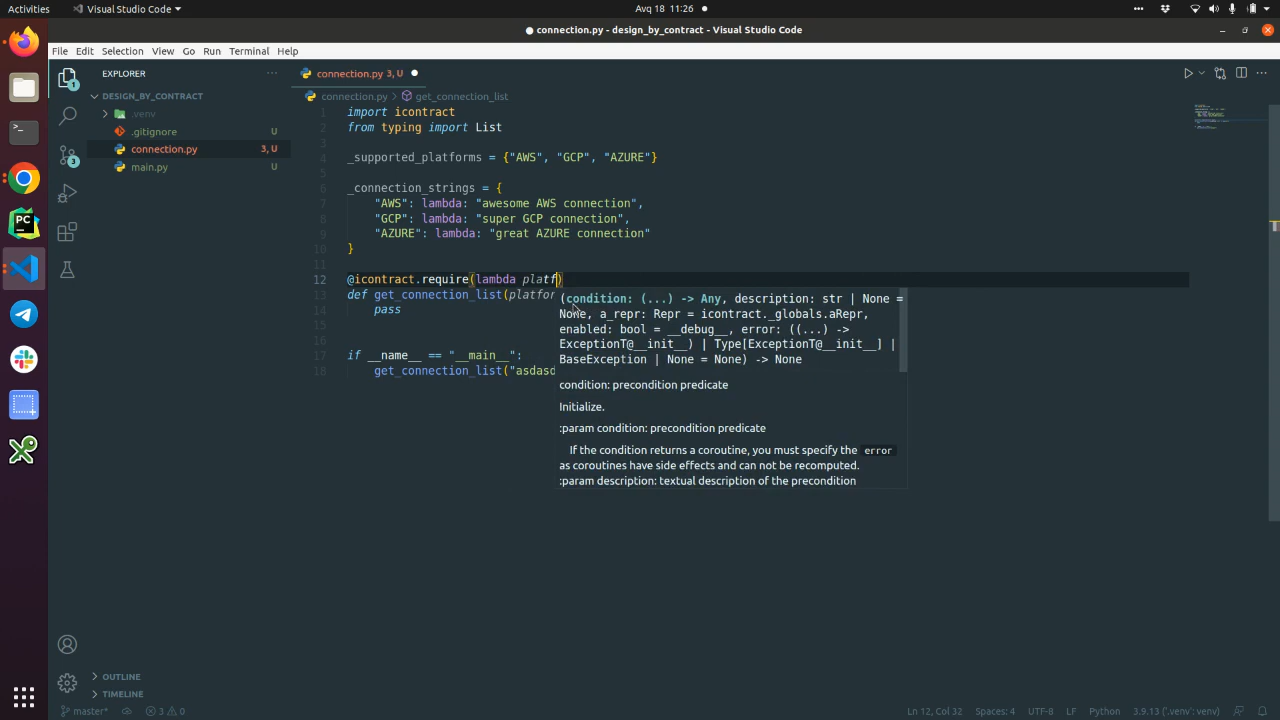 Activities
Visual Studio Code
Avq 18 11:26
● connection.py - design_by_contract - Visual Studio Code
File Edit Selection View Go Run Terminal Help
EXPLORER
connection.py 3, U
DESIGN_BY_CONTRACT
connection.py > get_connection_list
.venv
.gitignore U
connection.py 3, U
main.py U
1 import icontract
2 from typing import List
3
4 _supported_platforms = {"AWS", "GCP", "AZURE"}
5
6 _connection_strings = {
7 "AWS": lambda: "awesome AWS connection",
8 "GCP": lambda: "super GCP connection",
9 "AZURE": lambda: "great AZURE connection"
10 }
11
12 @icontract.require(lambda platf)
13 def get_connection_list(platfor
14 pass
15
16
17 if __name__ == "__main__":
18 get_connection_list("asdasd
(condition: (...) -> Any, description: str | None =
None, a_repr: Repr = icontract._globals.aRepr,
enabled: bool = __debug__, error: ((...) ->
ExceptionT@__init__) | Type[ExceptionT@__init__] |
BaseException | None = None) -> None
condition: precondition predicate
Initialize.
:param condition: precondition predicate
If the condition returns a coroutine, you must specify the error
as coroutines have side effects and can not be recomputed.
:param description: textual description of the precondition
OUTLINE
TIMELINE
master* 3 0
Ln 12, Col 32 Spaces: 4 UTF-8 LF Python 3.9.13 ('.venv': venv)